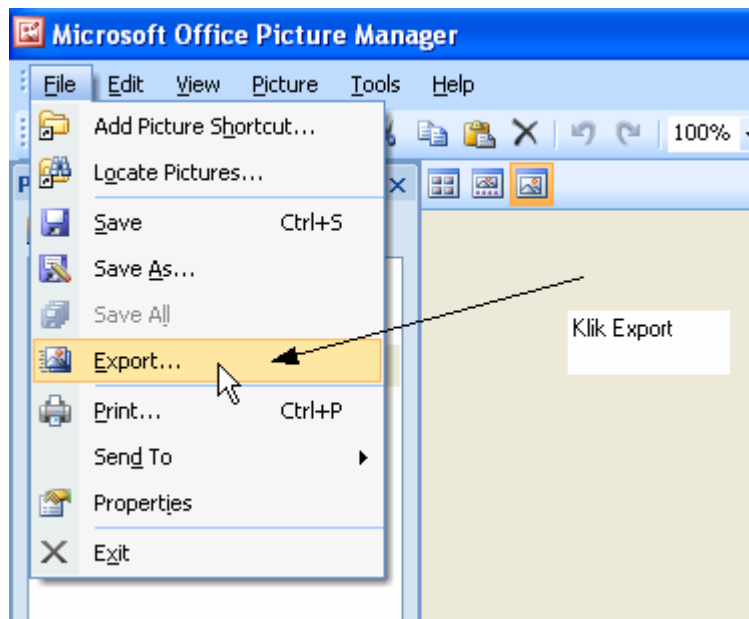 Microsoft Office Picture Manager
File Edit View Picture Tools Help
100%
Add Picture Shortcut...
Locate Pictures...
Save Ctrl+S
Save As...
Save All
Export...
Print... Ctrl+P
Send To
Properties
Exit
Klik Export